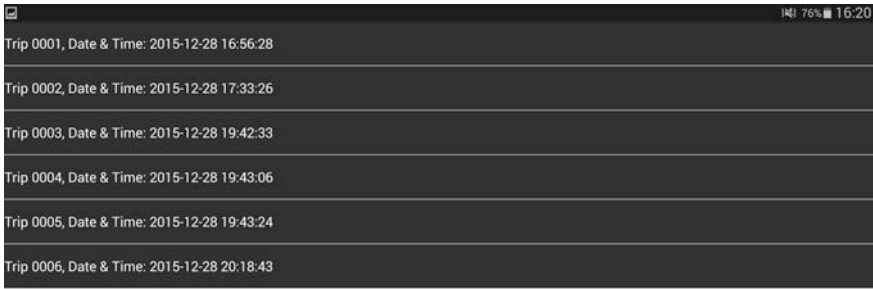 76% 16:20
Trip 0001, Date & Time: 2015-12-28 16:56:28
Trip 0002, Date & Time: 2015-12-28 17:33:26
Trip 0003, Date & Time: 2015-12-28 19:42:33
Trip 0004, Date & Time: 2015-12-28 19:43:06
Trip 0005, Date & Time: 2015-12-28 19:43:24
Trip 0006, Date & Time: 2015-12-28 20:18:43